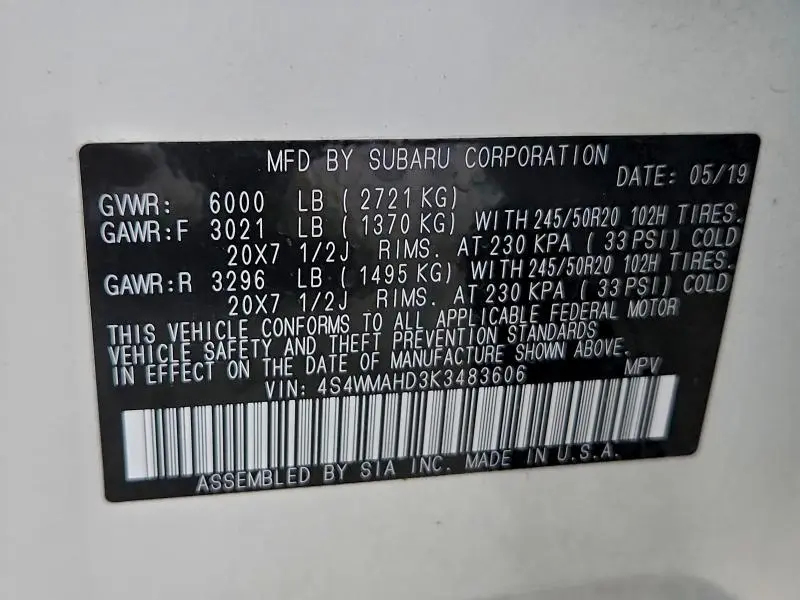 MFD BY SUBARU CORPORATION
DATE: 05/19
GVWR: 6000 LB ( 2721 KG)
GAWR:F 3021 LB ( 1370 KG) WITH 245/50R20 102H TIRES.
20X7 1/2J RIMS. AT 230 KPA ( 33 PSI) COLD
GAWR:R 3296 LB ( 1495 KG) WITH 245/50R20 102H TIRES.
20X7 1/2J RIMS. AT 230 KPA ( 33 PSI) COLD
THIS VEHICLE CONFORMS TO ALL APPLICABLE FEDERAL MOTOR
VEHICLE SAFETY AND THEFT PREVENTION STANDARDS
IN EFFECT ON THE DATE OF MANUFACTURE SHOWN ABOVE.
VIN: 4S4WMAHD3K3483606 MPV
ASSEMBLED BY SIA INC. MADE IN U.S.A.